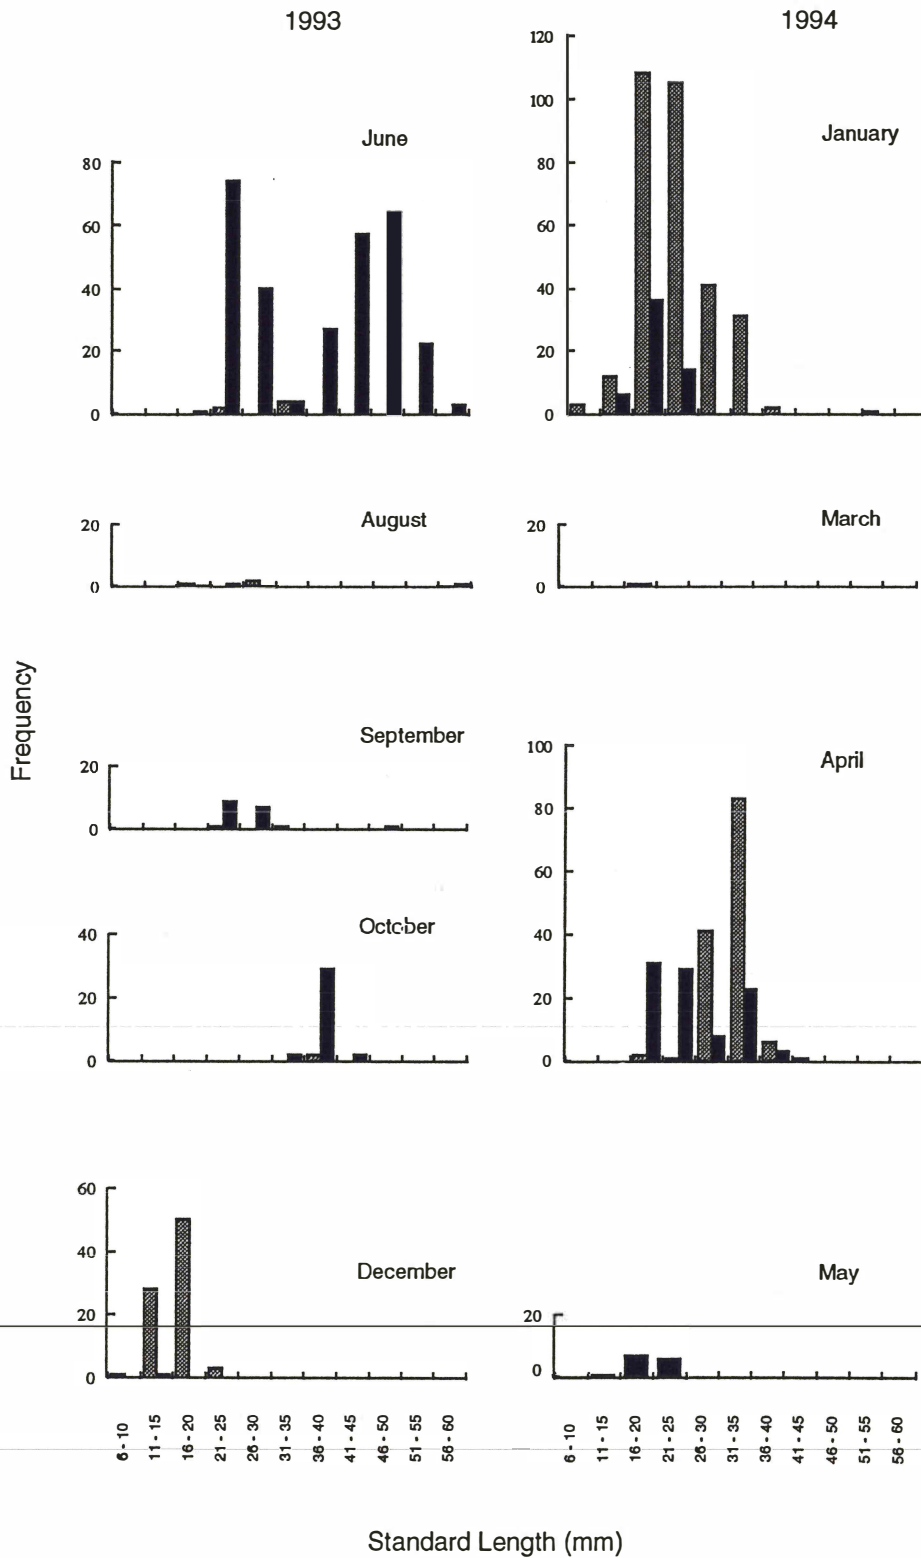 1993
1994
June
80
60
40
20
0
120
100
80
60
40
20
0
January
August
20
0
March
20
0
Frequency
September
20
0
April
100
80
60
40
20
0
October
40
20
0
December
60
40
20
0
May
20
0
6 - 10
11 - 15
16 - 20
21 - 25
26 - 30
31 - 35
36 - 40
41 - 45
46 - 50
51 - 55
56 - 60
6 - 10
11 - 15
16 - 20
21 - 25
26 - 30
31 - 35
36 - 40
41 - 45
46 - 50
51 - 55
56 - 60
Standard Length (mm)